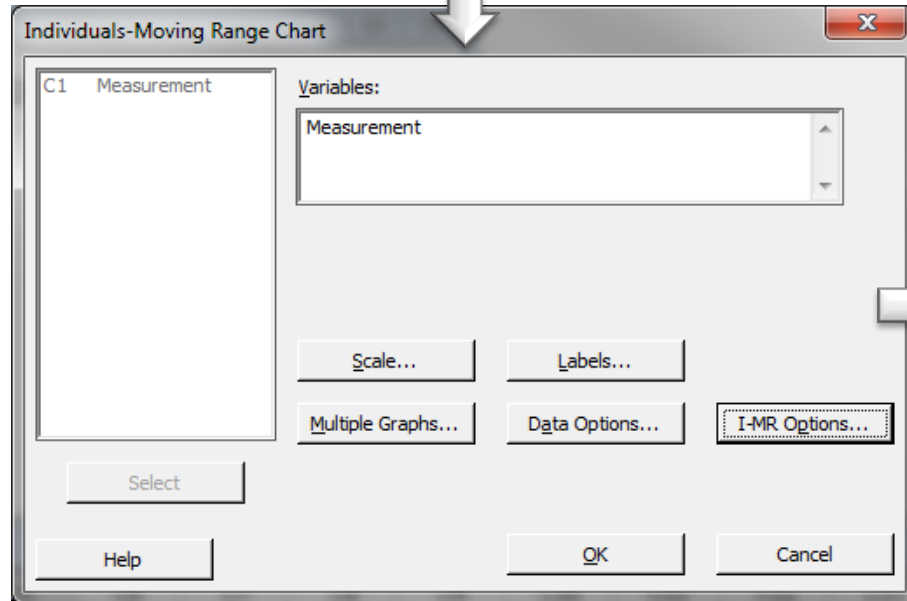 Individuals-Moving Range Chart
C1 Measurement
Variables:
Measurement
Scale...
Labels...
Multiple Graphs...
Data Options...
I-MR Options...
Select
Help
OK
Cancel